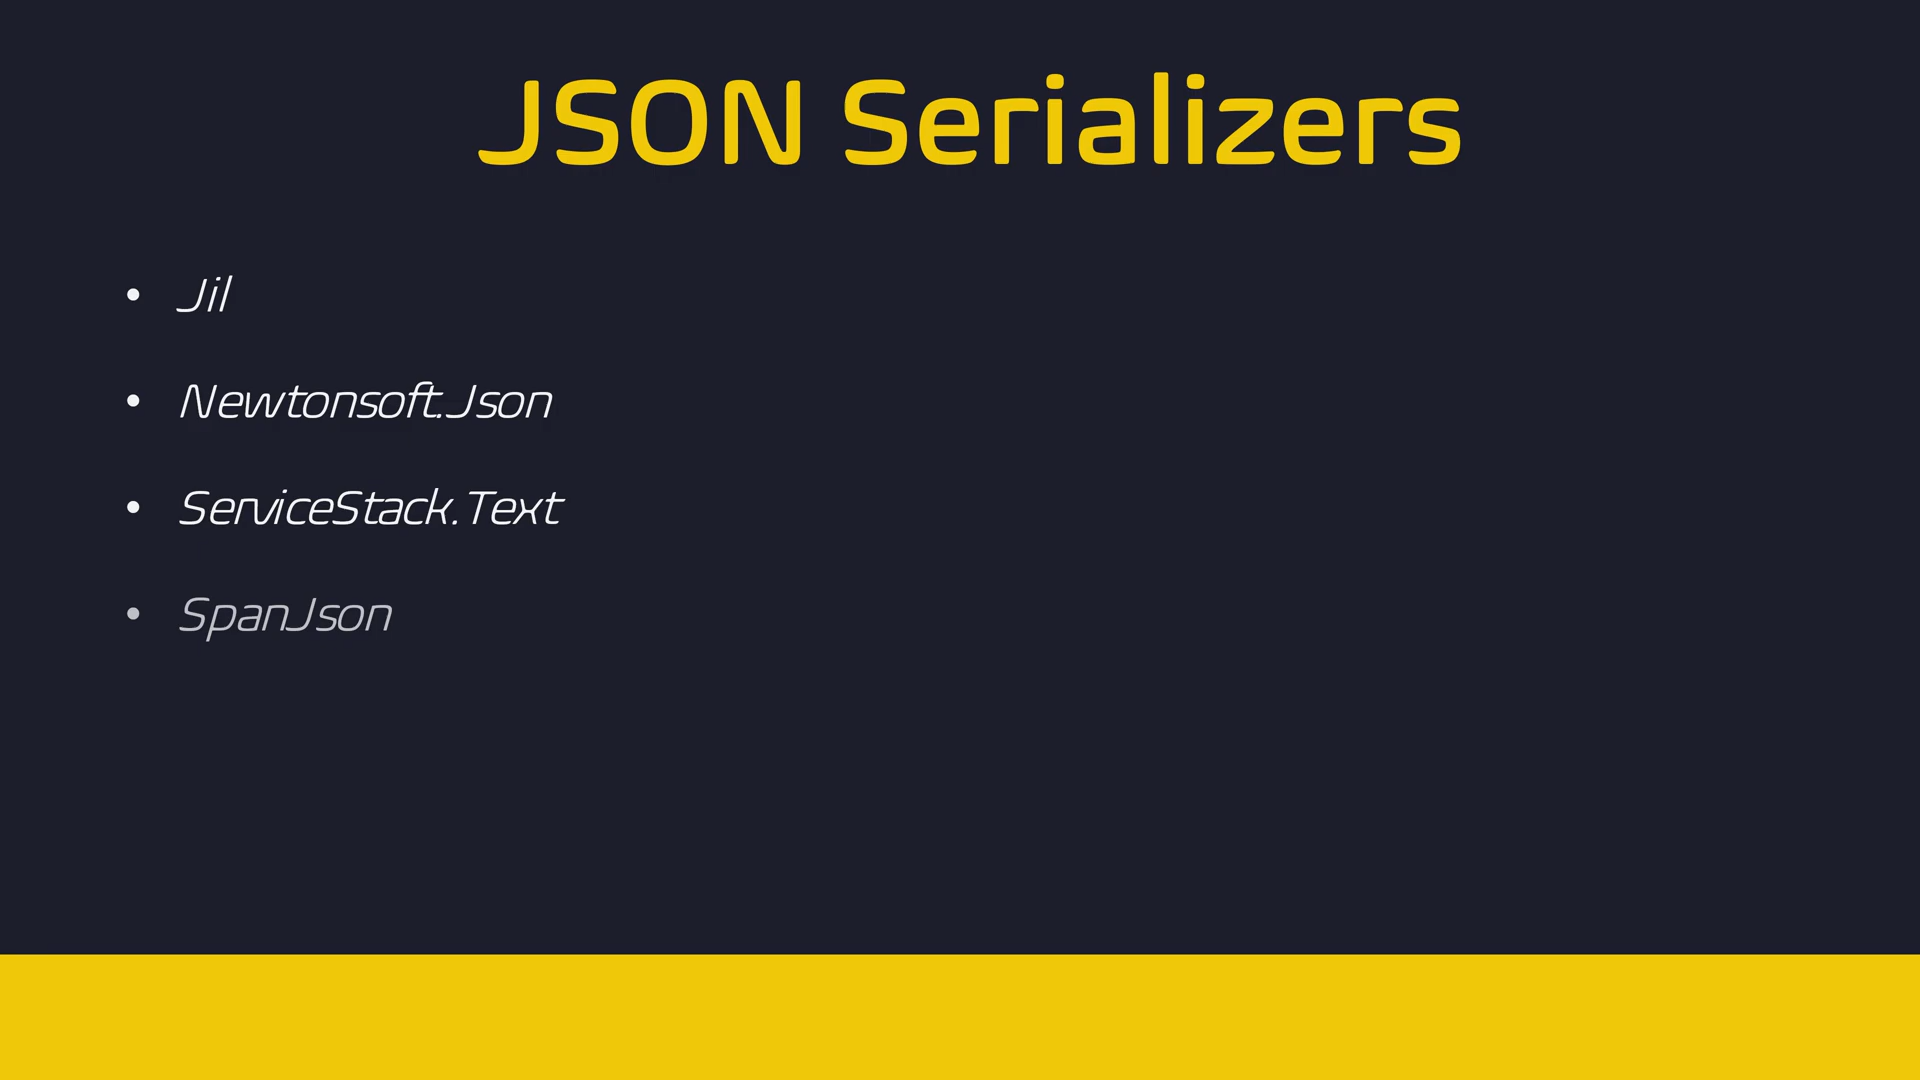 JSON Serializers
• Jil
• Newtonsoft.Json
• ServiceStack.Text
• SpanJson